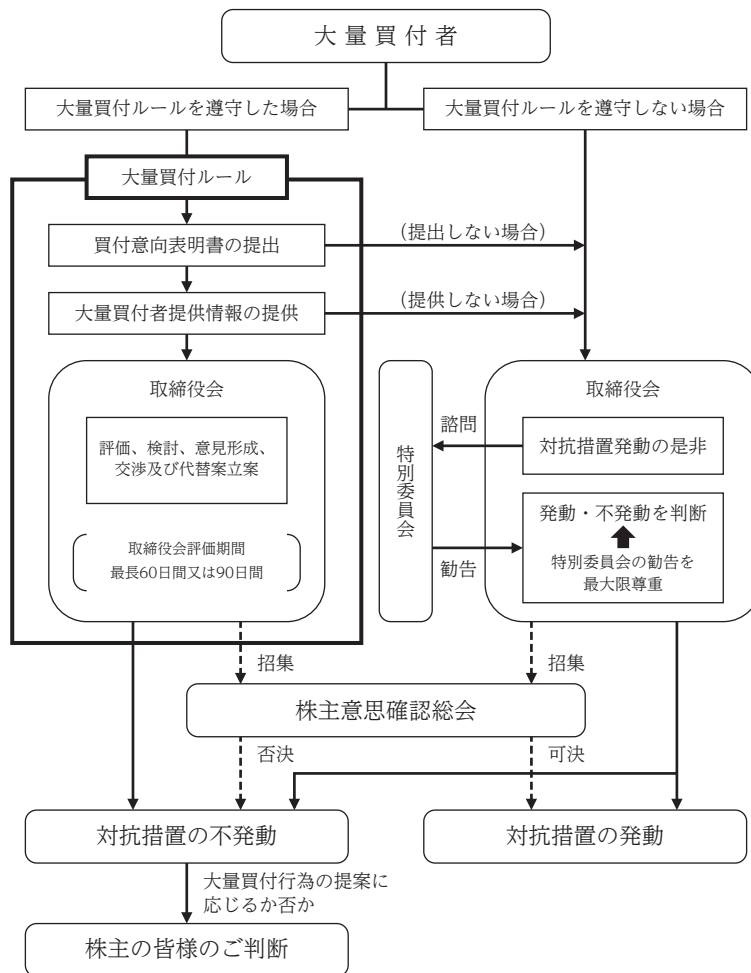 大量買付者
大量買付ルールを遵守した場合
大量買付ルールを遵守しない場合
大量買付ルール
買付意向表明書の提出
（提出しない場合）
大量買付者提供情報の提供
（提供しない場合）
取締役会
評価、検討、意見形成、
交渉及び代替案立案
取締役会評価期間
最長60日間又は90日間
特別委員会
諮問
勧告
取締役会
対抗措置発動の是非
発動・不発動を判断
特別委員会の勧告を
最大限尊重
招集
招集
株主意思確認総会
否決
可決
対抗措置の不発動
対抗措置の発動
大量買付行為の提案に
応じるか否か
株主の皆様のご判断